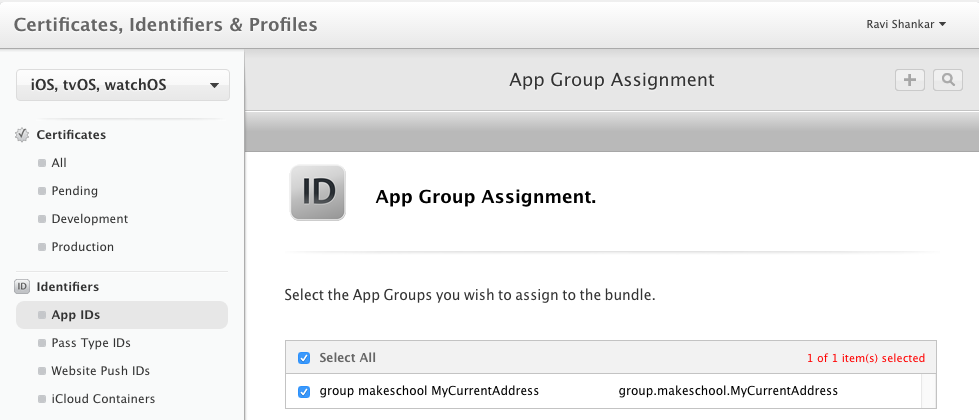 Certificates, Identifiers & Profiles
Ravi Shankar
iOS, tvOS, watchOS
App Group Assignment
Certificates
All
Pending
Development
Production
ID Identifiers
App IDs
Pass Type IDs
Website Push IDs
iCloud Containers
ID
App Group Assignment.
Select the App Groups you wish to assign to the bundle.
Select All 1 of 1 item(s) selected
group makeschool MyCurrentAddress group.makeschool.MyCurrentAddress